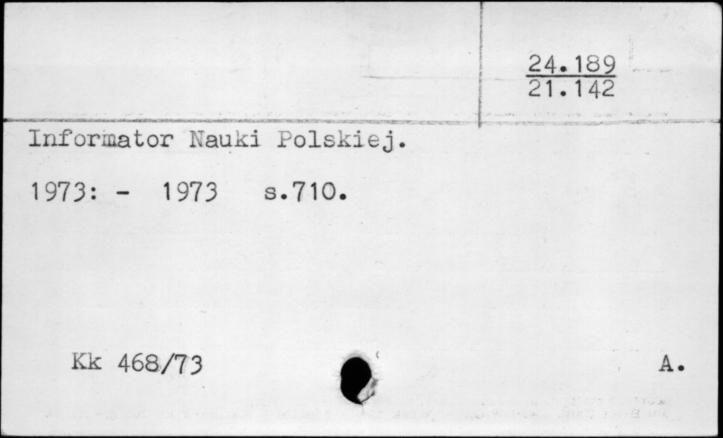 24.189
21.142
Informator Nauki Polskiej.
1973: - 1973 s.710.
Kk 468/73
A.